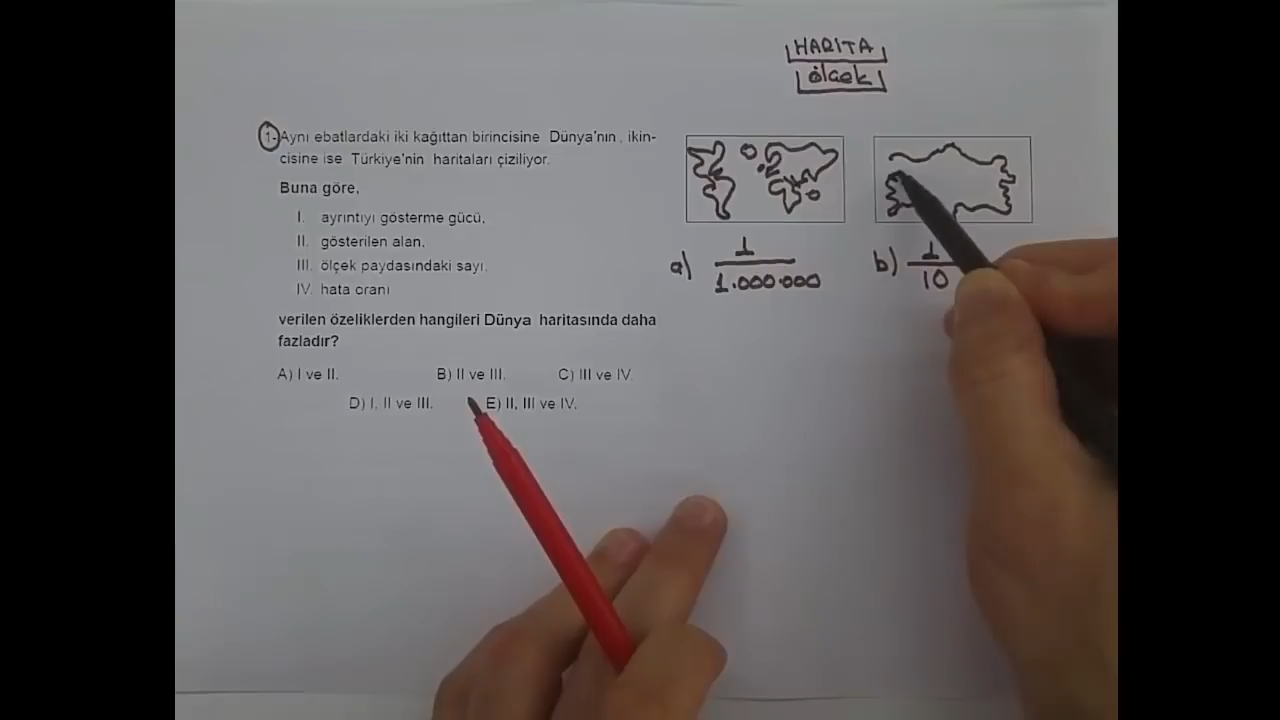 HARITA
ölçek
1- Aynı ebatlardaki iki kağıttan birincisine Dünya'nın, ikin-
cisine ise Türkiye'nin haritaları çiziliyor.
Buna göre,
I. ayrıntıyı gösterme gücü,
II. gösterilen alan,
III. ölçek paydasındaki sayı,
IV. hata oranı
verilen özeliklerden hangileri Dünya haritasında daha
fazladır?
A) I ve II.
B) II ve III.
C) III ve IV.
D) I, II ve III.
E) II, III ve IV.
a) 1
1.000.000
b) 1
10